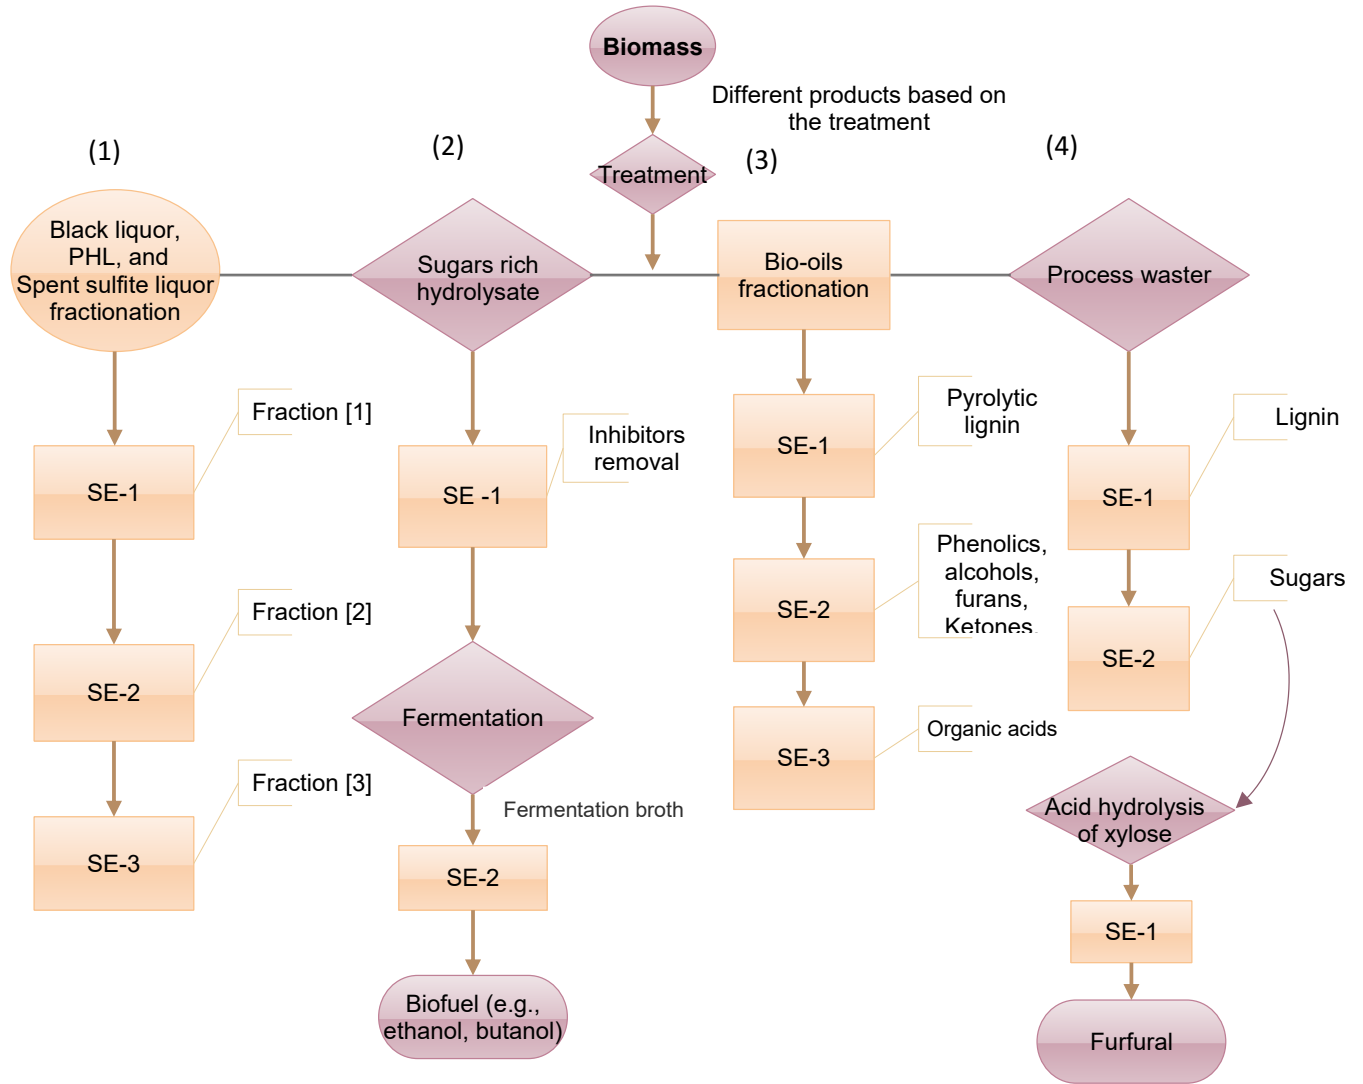 Biomass
Different products based on
the treatment
Treatment
(1)
Black liquor,
PHL, and
Spent sulfite liquor
fractionation
SE-1
Fraction [1]
SE-2
Fraction [2]
SE-3
Fraction [3]
(2)
Sugars rich
hydrolysate
SE -1
Inhibitors
removal
Fermentation
Fermentation broth
SE-2
Biofuel (e.g.,
ethanol, butanol)
(3)
Bio-oils
fractionation
SE-1
Pyrolytic
lignin
SE-2
Phenolics,
alcohols,
furans,
Ketones.
SE-3
Organic acids
(4)
Process waster
SE-1
Lignin
SE-2
Sugars
Acid hydrolysis
of xylose
SE-1
Furfural